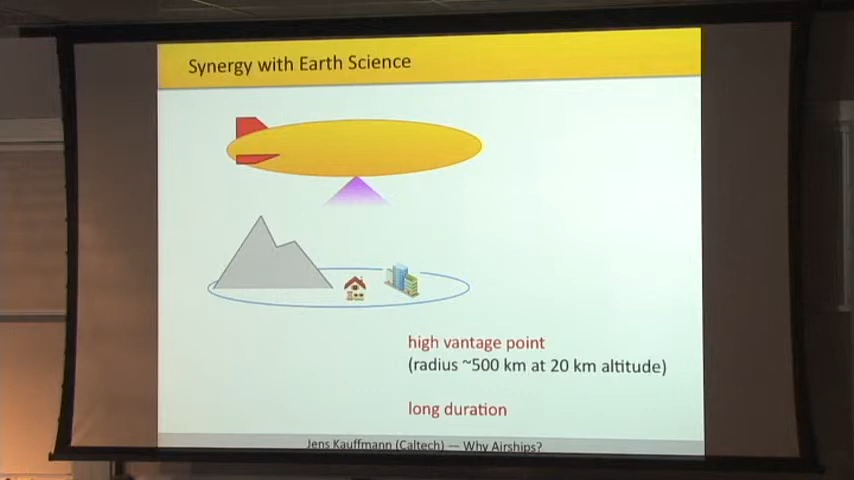 Synergy with Earth Science
high vantage point
(radius ~500 km at 20 km altitude)
long duration
Jens Kauffmann (Caltech) — Why Airships?